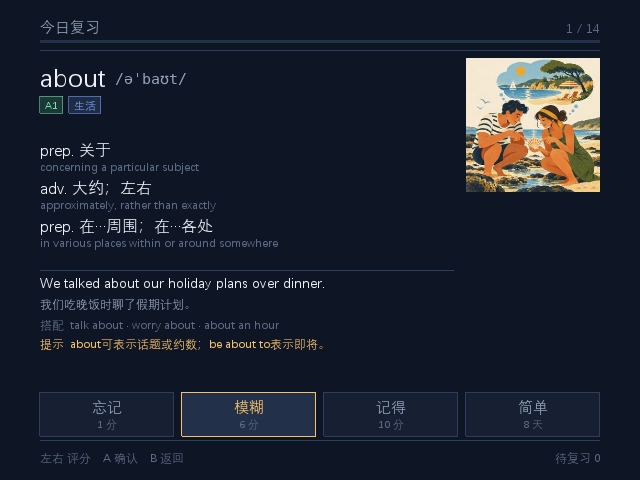 今日复习
1 / 14
about /əˈbaʊt/
A1 生活
prep. 关于
concerning a particular subject
adv. 大约；左右
approximately, rather than exactly
prep. 在…周围；在…各处
in various places within or around somewhere
We talked about our holiday plans over dinner.
我们吃晚饭时聊了假期计划。
搭配 talk about · worry about · about an hour
提示 about可表示话题或约数；be about to表示即将。
忘记 模糊 记得 简单
1 分 6 分 10 分 8 天
左右 评分 A 确认 B 返回
待复习 0